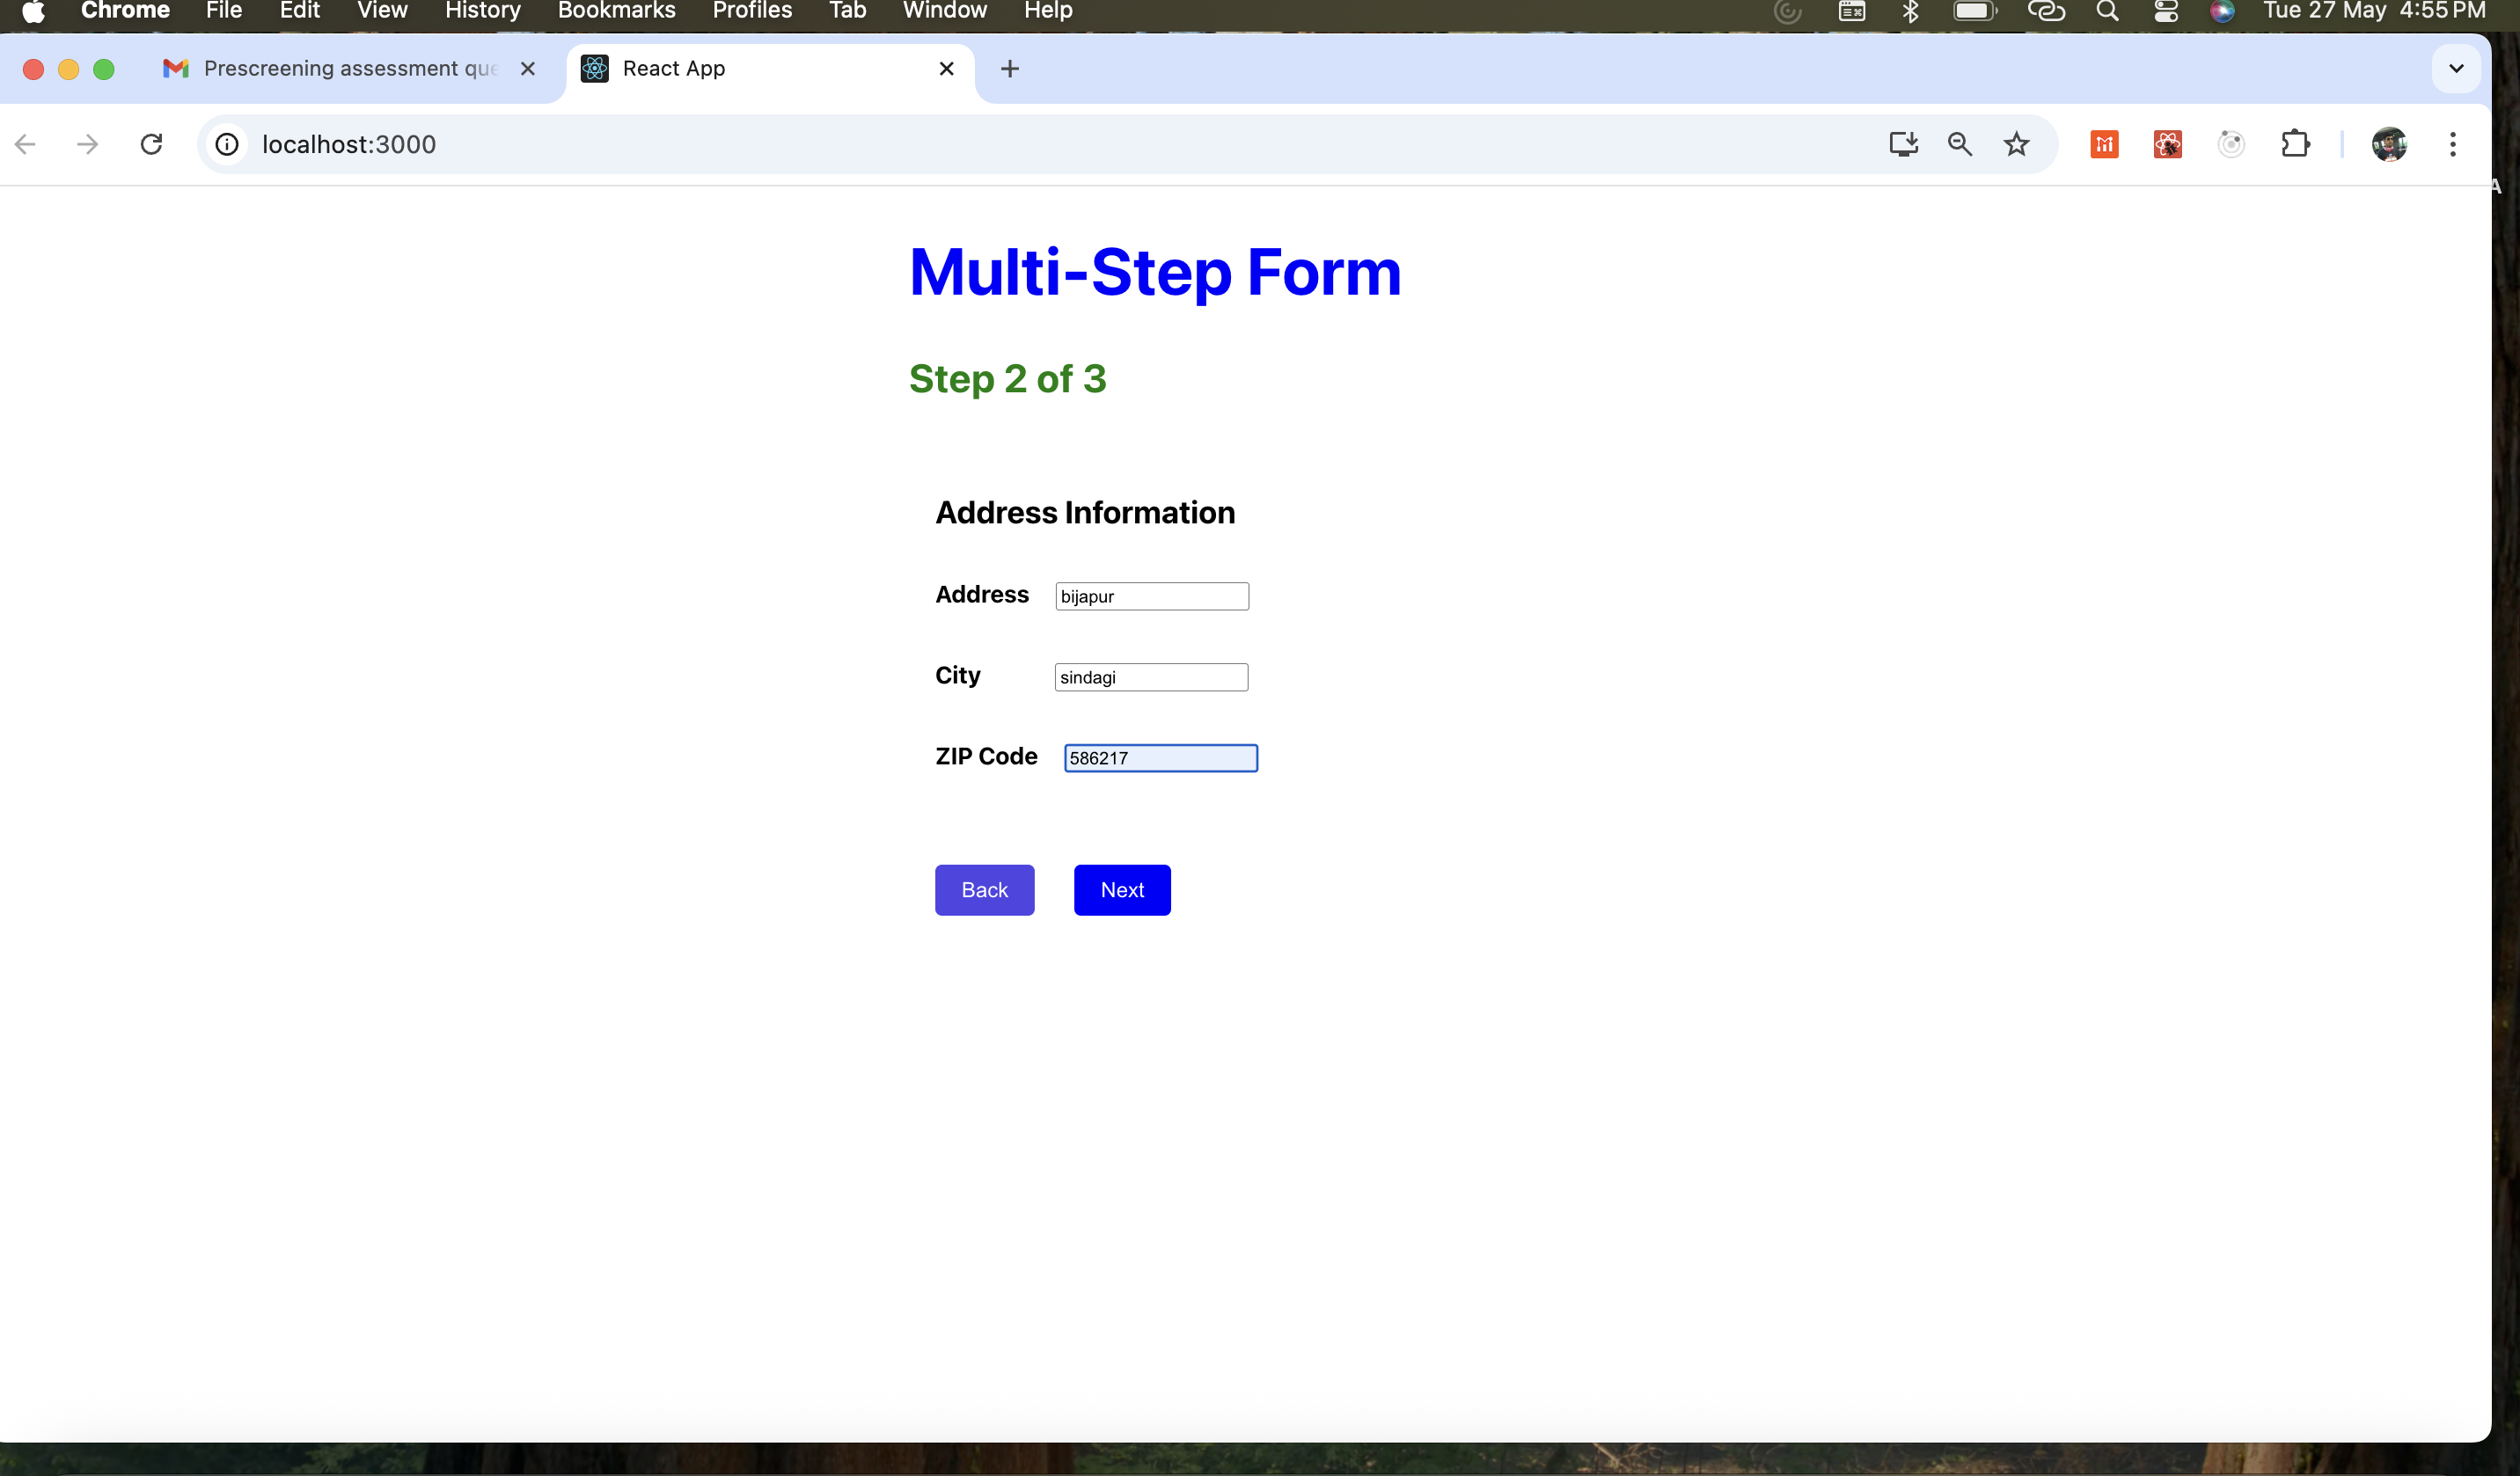 Chrome File Edit View History Bookmarks Profiles Tab Window Help Tue 27 May 4:55 PM
Prescreening assessment que React App
localhost:3000
A
Multi-Step Form
Step 2 of 3
Address Information
Address bijapur
City sindagi
ZIP Code 586217
Back Next